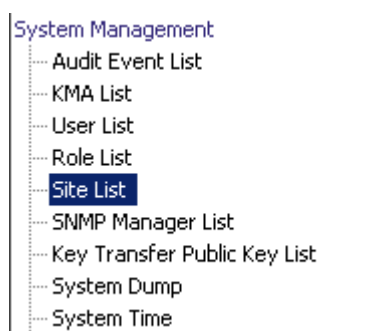 System Management
Audit Event List
KMA List
User List
Role List
Site List
SNMP Manager List
Key Transfer Public Key List
System Dump
System Time